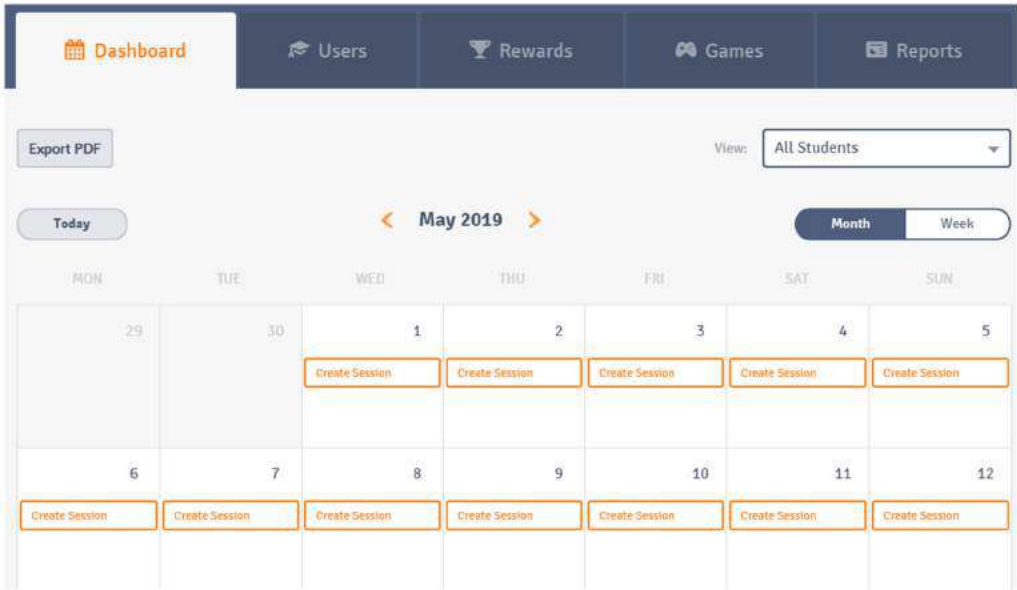 Dashboard Users Rewards Games Reports
Export PDF View: All Students
Today May 2019 Month Week
MON TUE WED THU FRI SAT SUN
29 30 1 2 3 4 5
Create Session Create Session Create Session Create Session Create Session
6 7 8 9 10 11 12
Create Session Create Session Create Session Create Session Create Session Create Session Create Session